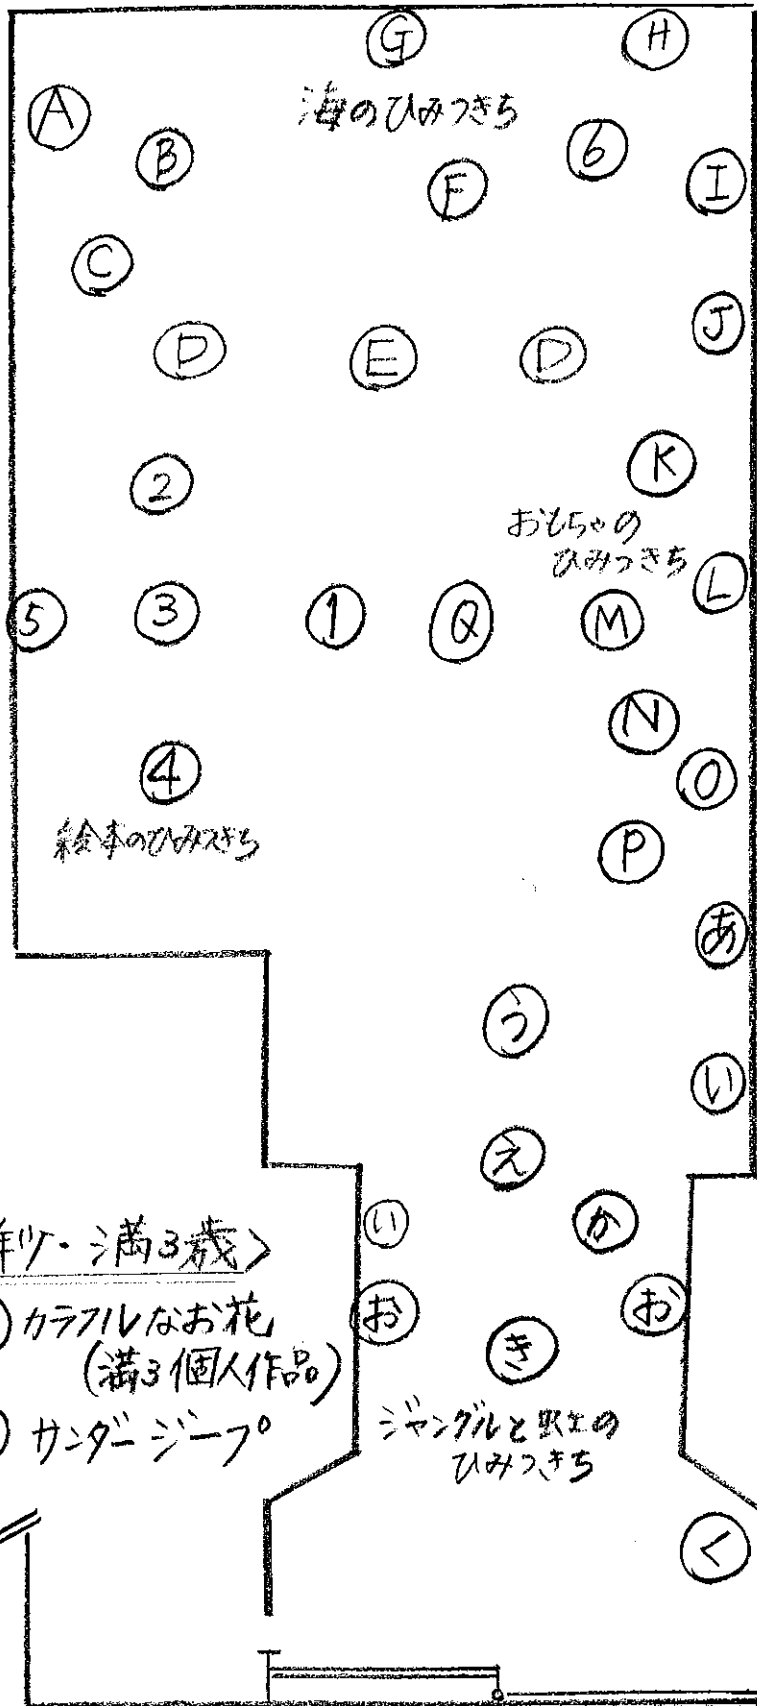 G
H
A
海のひみつきち
B
6
F
I
C
J
D
E
D
K
2
おもちゃの
ひみつきち
L
5
3
1
Q
M
N
4
O
絵本のひみつきち
P
あ
う
い
え
い
か
・満3歳>
お
お
カラフルなお花
(満3個人作品)
き
サンダージープ
ジャングルと虫の
ひみつきち
く